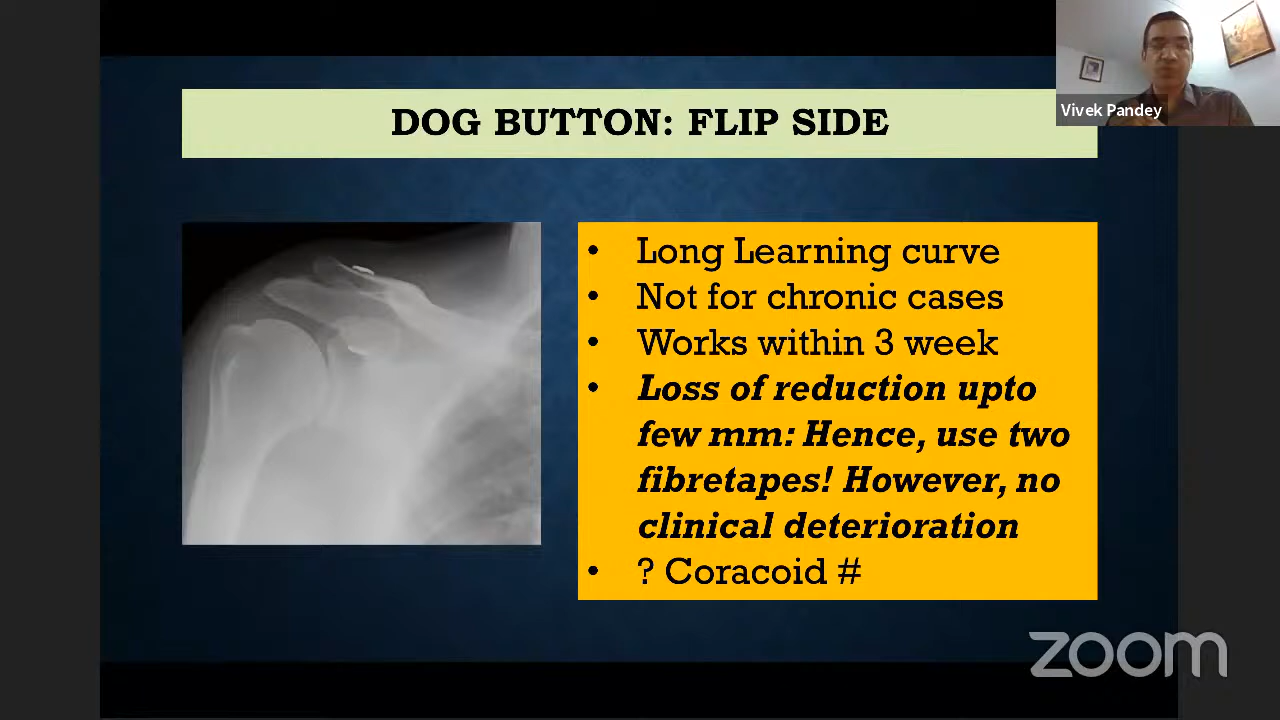 DOG BUTTON: FLIP SIDE
Vivek Pandey
• Long Learning curve
• Not for chronic cases
• Works within 3 week
• Loss of reduction upto
few mm: Hence, use two
fibretapes! However, no
clinical deterioration
• ? Coracoid #
zoom